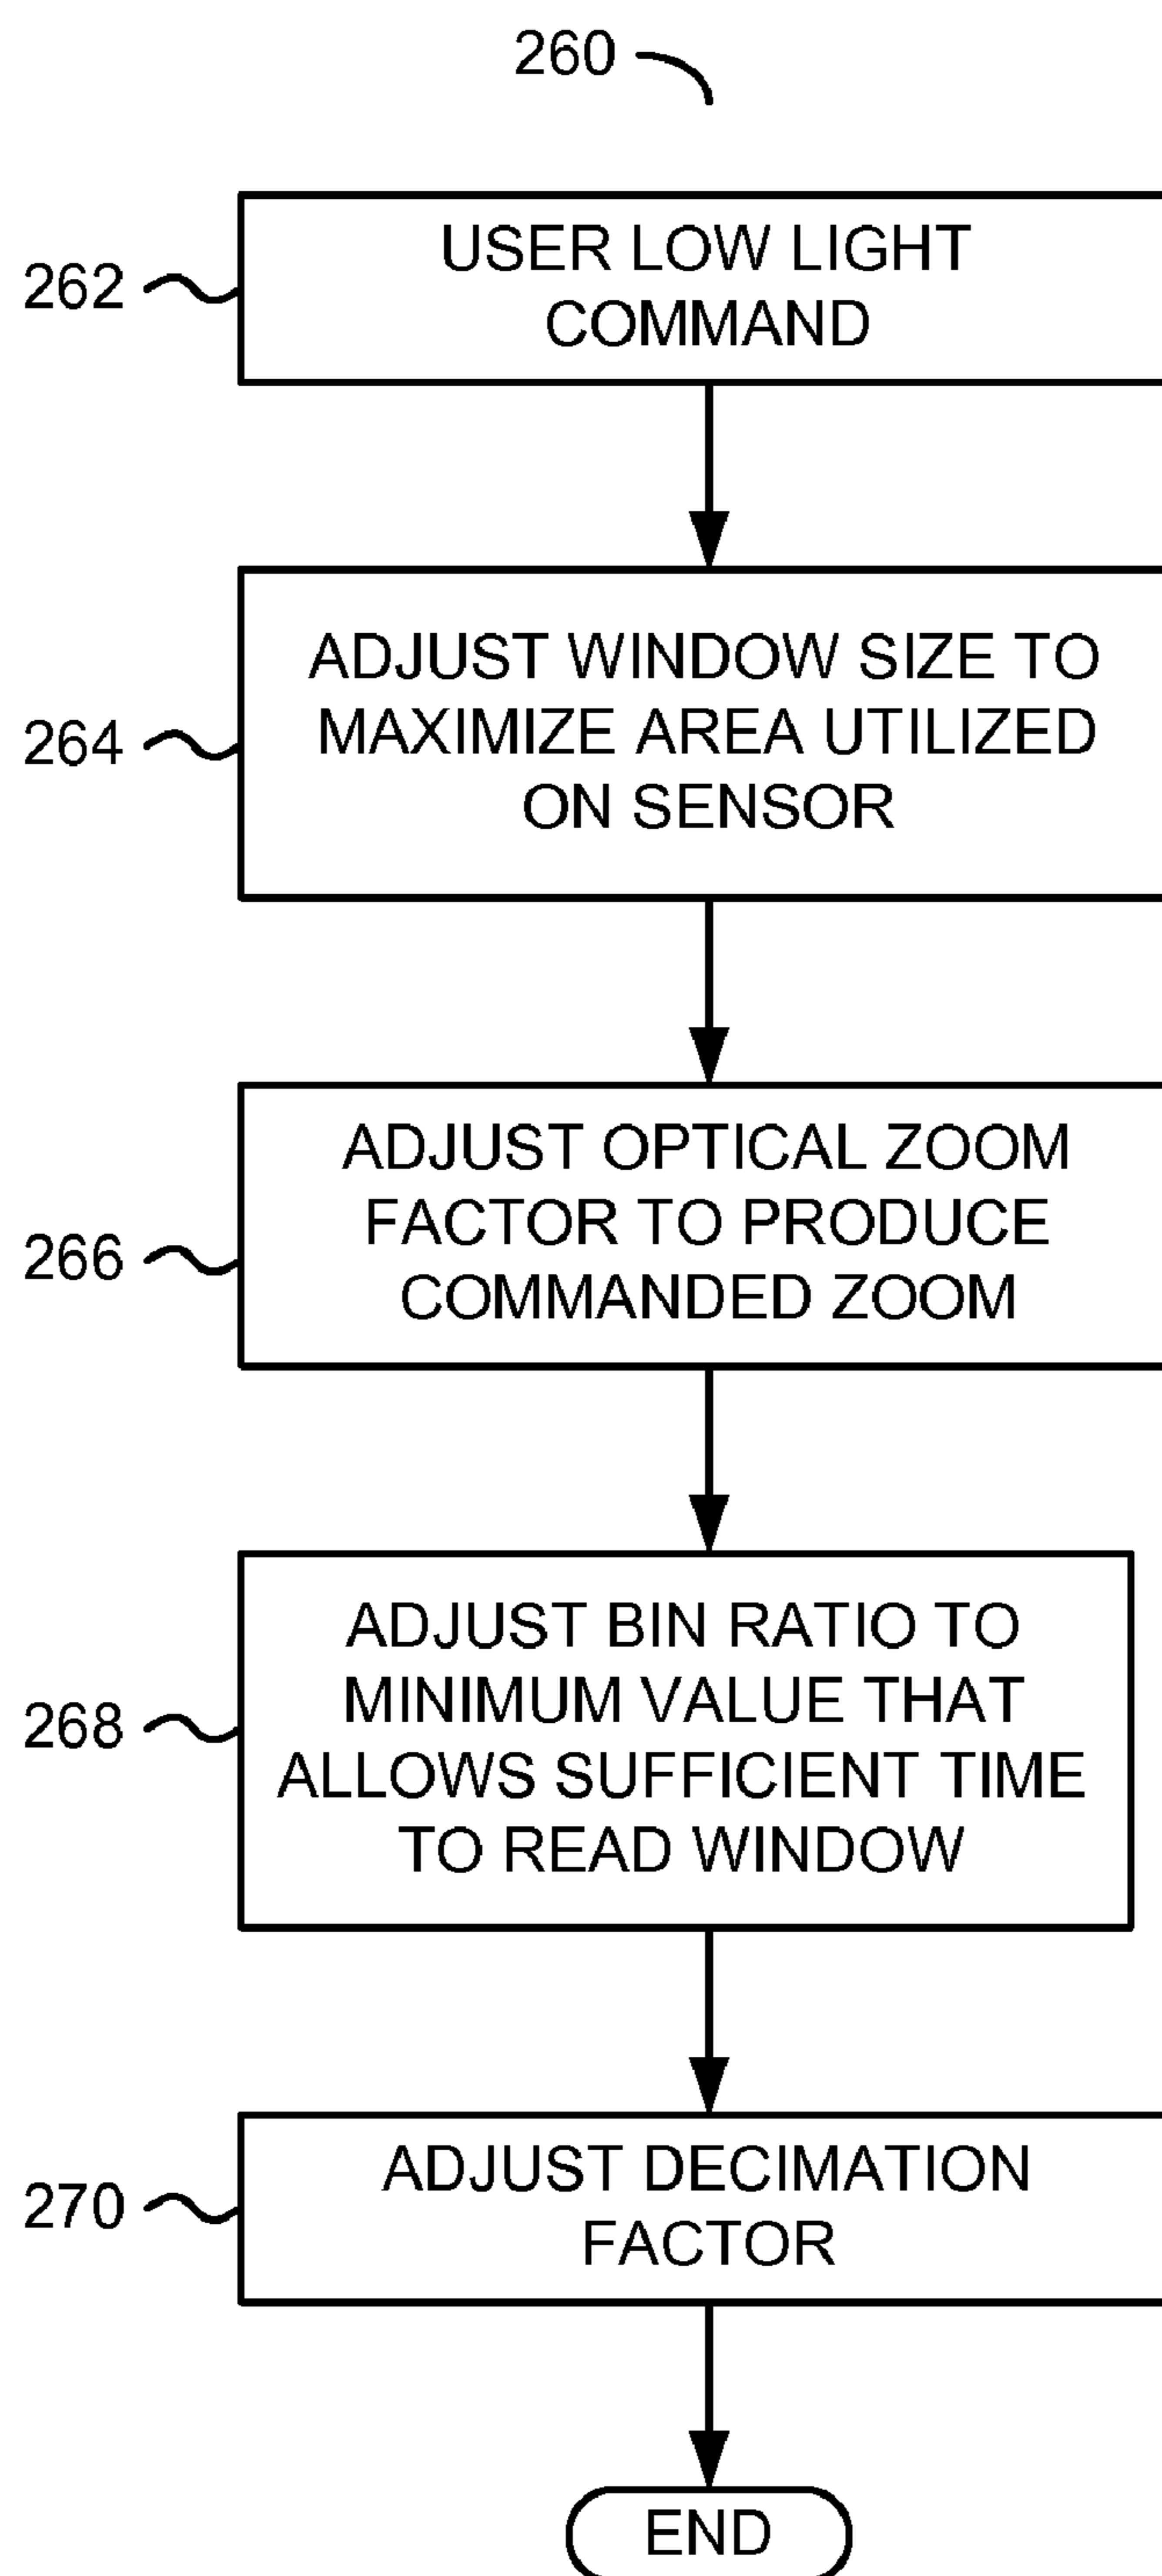 260
262
USER LOW LIGHT
COMMAND
264
ADJUST WINDOW SIZE TO
MAXIMIZE AREA UTILIZED
ON SENSOR
266
ADJUST OPTICAL ZOOM
FACTOR TO PRODUCE
COMMANDED ZOOM
268
ADJUST BIN RATIO TO
MINIMUM VALUE THAT
ALLOWS SUFFICIENT TIME
TO READ WINDOW
270
ADJUST DECIMATION
FACTOR
END